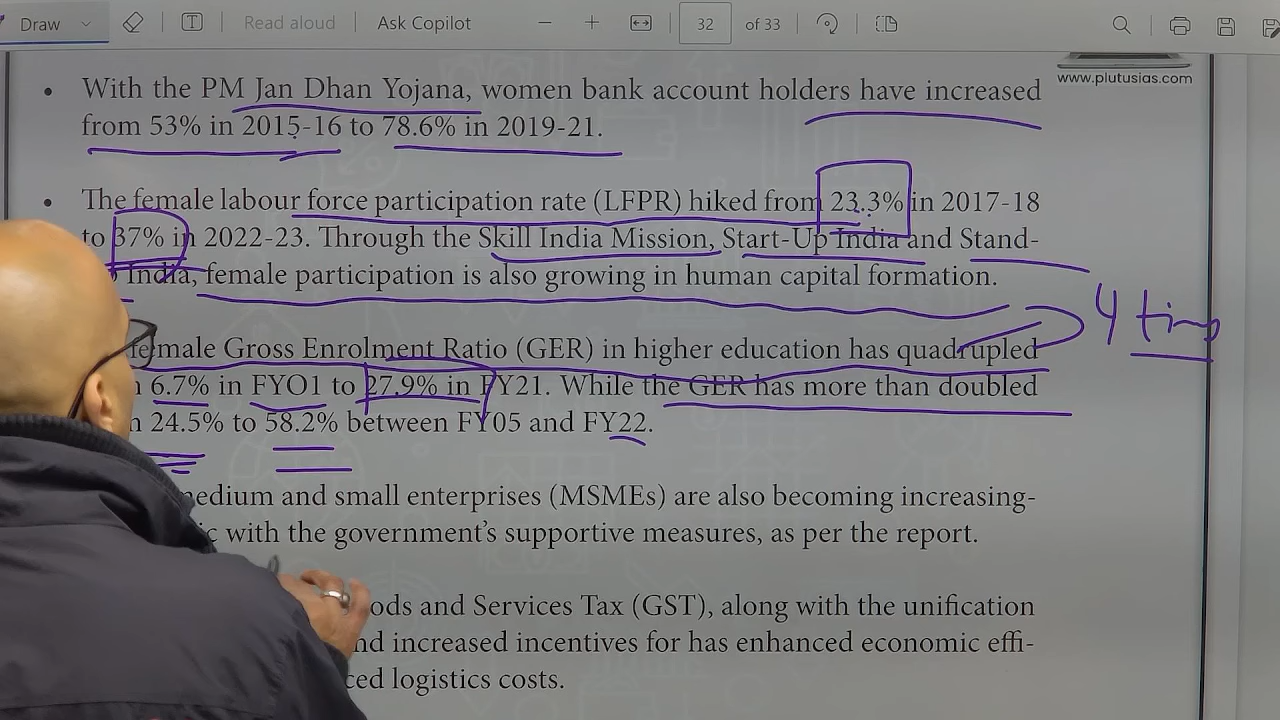 Draw
Read aloud
Ask Copilot
32
of 33
www.plutusias.com
• With the PM Jan Dhan Yojana, women bank account holders have increased
from 53% in 2015-16 to 78.6% in 2019-21.
• The female labour force participation rate (LFPR) hiked from 23.3% in 2017-18
to 37% in 2022-23. Through the Skill India Mission, Start-Up India and Stand-
India, female participation is also growing in human capital formation.
4 times
female Gross Enrolment Ratio (GER) in higher education has quadrupled
6.7% in FY01 to 27.9% in FY21. While the GER has more than doubled
24.5% to 58.2% between FY05 and FY22.
medium and small enterprises (MSMEs) are also becoming increasing-
with the government's supportive measures, as per the report.
and Services Tax (GST), along with the unification
increased incentives for has enhanced economic effi-
logistics costs.